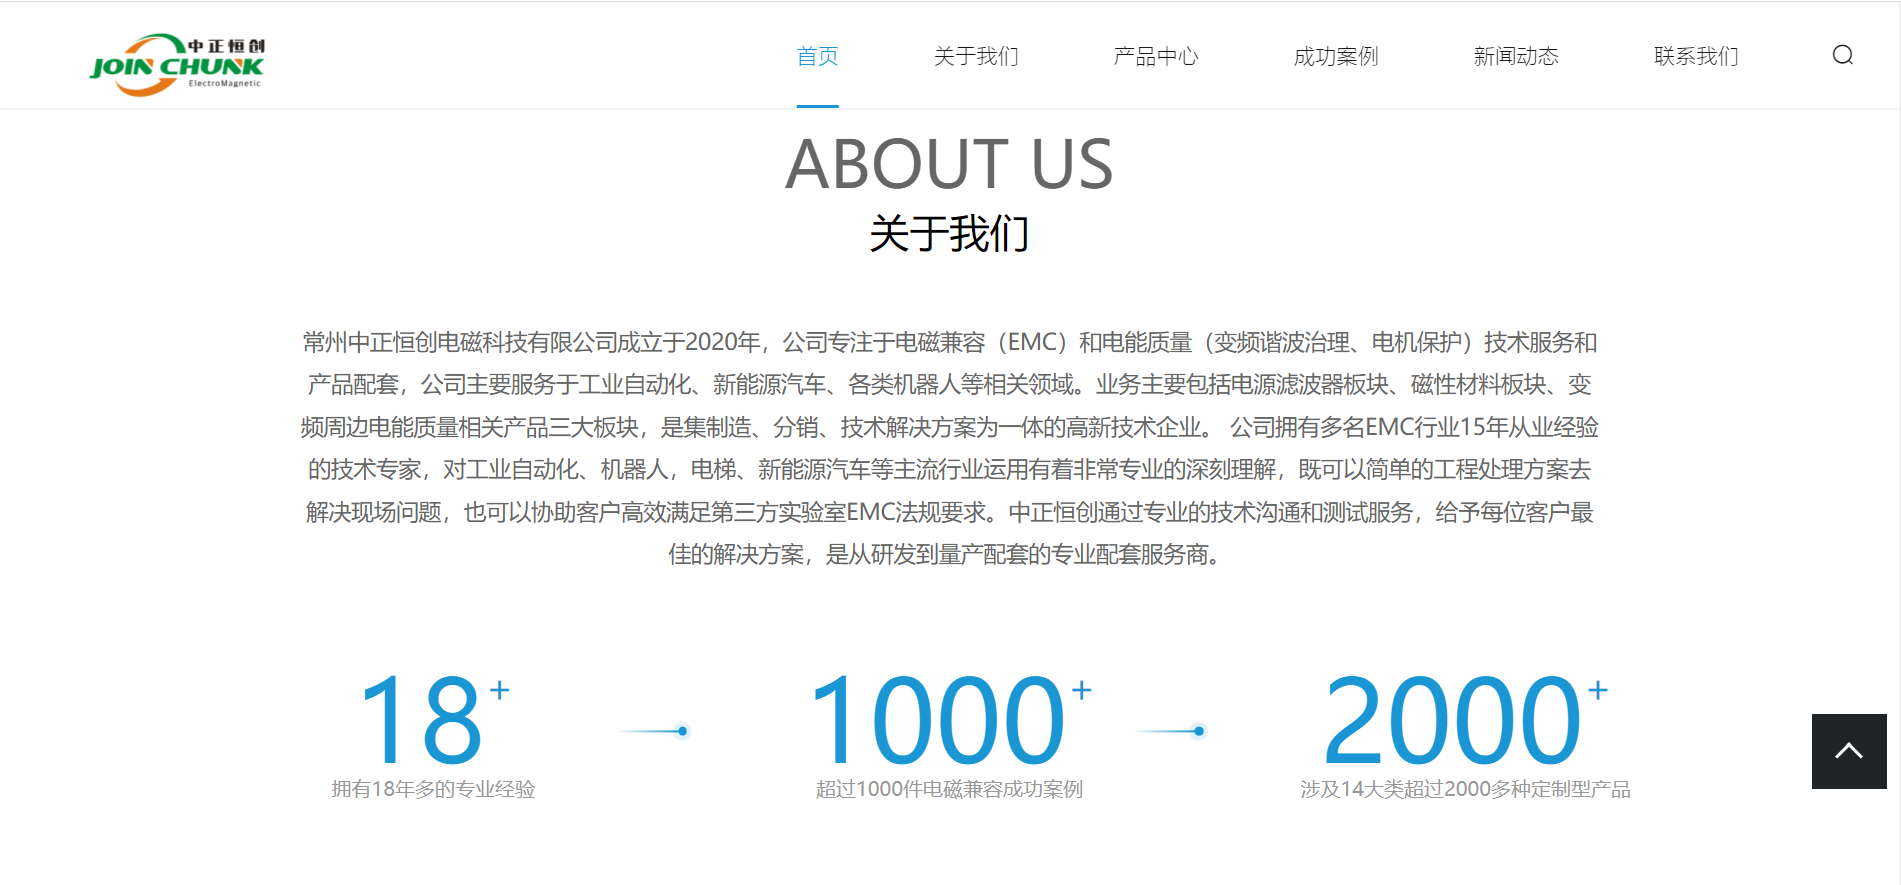 中正恒创
JOIN CHUNK
ElectroMagnetic
首页
关于我们
产品中心
成功案例
新闻动态
联系我们
ABOUT US
关于我们
常州中正恒创电磁科技有限公司成立于2020年，公司专注于电磁兼容（EMC）和电能质量（变频谐波治理、电机保护）技术服务和
产品配套，公司主要服务于工业自动化、新能源汽车、各类机器人等相关领域。业务主要包括电源滤波器板块、磁性材料板块、变
频周边电能质量相关产品三大板块，是集制造、分销、技术解决方案为一体的高新技术企业。 公司拥有多名EMC行业15年从业经验
的技术专家，对工业自动化、机器人，电梯、新能源汽车等主流行业运用有着非常专业的深刻理解，既可以简单的工程处理方案去
解决现场问题，也可以协助客户高效满足第三方实验室EMC法规要求。中正恒创通过专业的技术沟通和测试服务，给予每位客户最
佳的解决方案，是从研发到量产配套的专业配套服务商。
18+
拥有18年多的专业经验
1000+
超过1000件电磁兼容成功案例
2000+
涉及14大类超过2000多种定制型产品